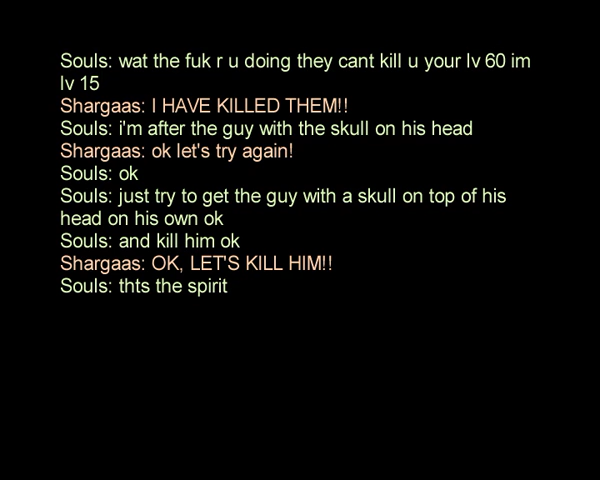 Souls: wat the fuk r u doing they cant kill u your lv 60 im
lv 15
Shargaas: I HAVE KILLED THEM!!
Souls: i'm after the guy with the skull on his head
Shargaas: ok let's try again!
Souls: ok
Souls: just try to get the guy with a skull on top of his
head on his own ok
Souls: and kill him ok
Shargaas: OK, LET'S KILL HIM!!
Souls: thts the spirit